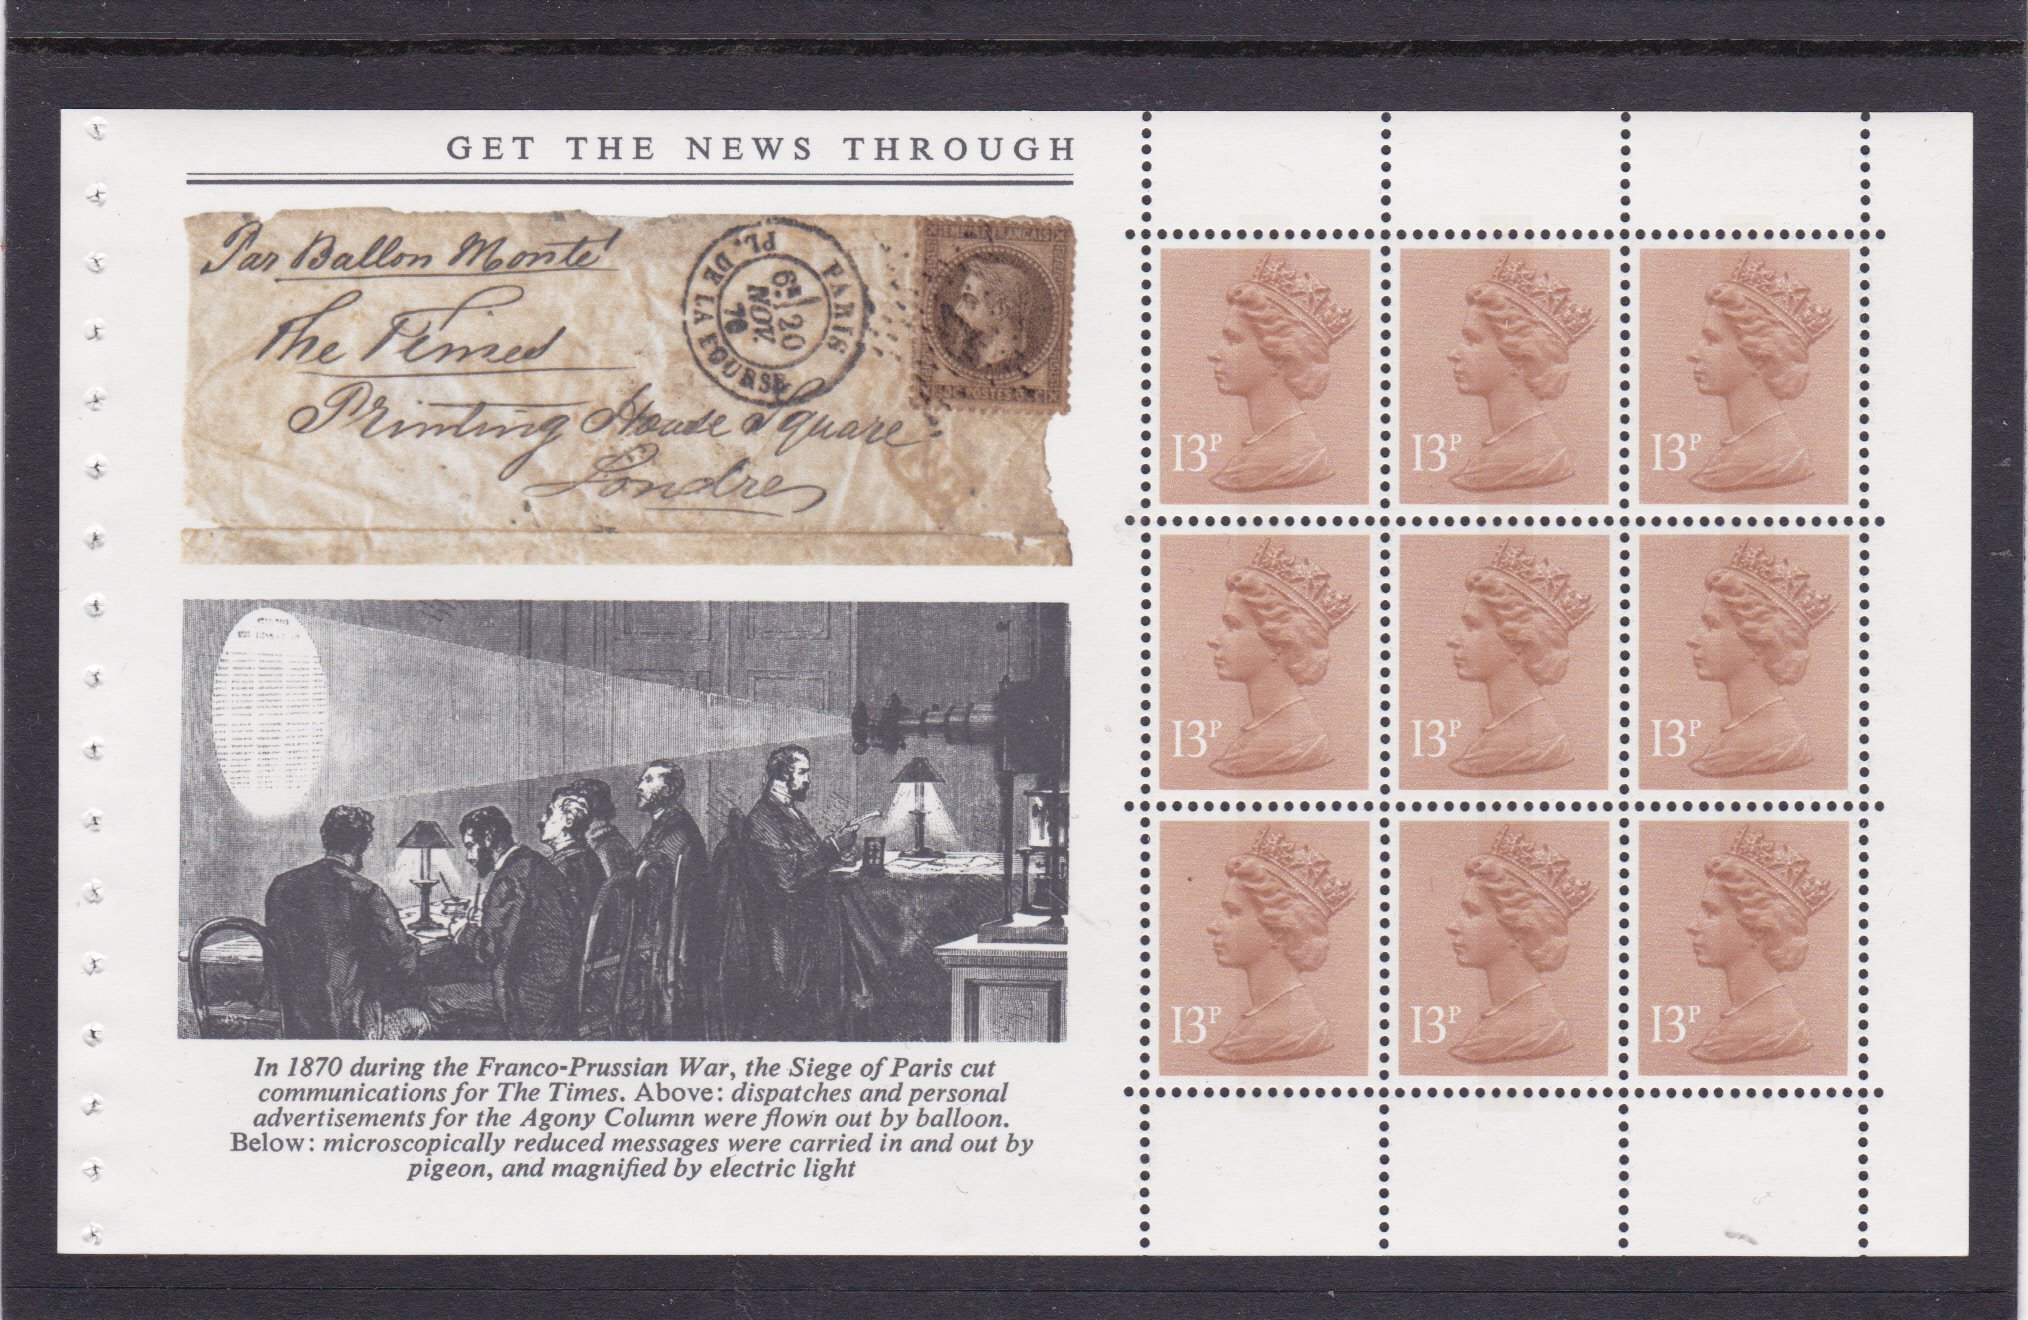 GET THE NEWS THROUGH
Par Ballon Monté
The Times
Printing House Square
Londres
PARIS
PL. DE LA BOURSE
6E
20
NOV.
70
EMPIRE FRANCAIS
In 1870 during the Franco-Prussian War, the Siege of Paris cut
communications for The Times. Above: dispatches and personal
advertisements for the Agony Column were flown out by balloon.
Below: microscopically reduced messages were carried in and out by
pigeon, and magnified by electric light
13P 13P 13P
13P 13P 13P
13P 13P 13P